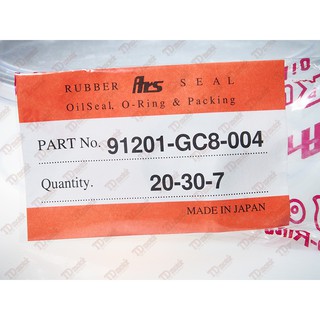 RUBBER ARS SEAL
OilSeal, O-Ring & Packing
PART No. 91201-GC8-004
Quantity. 20-30-7
MADE IN JAPAN